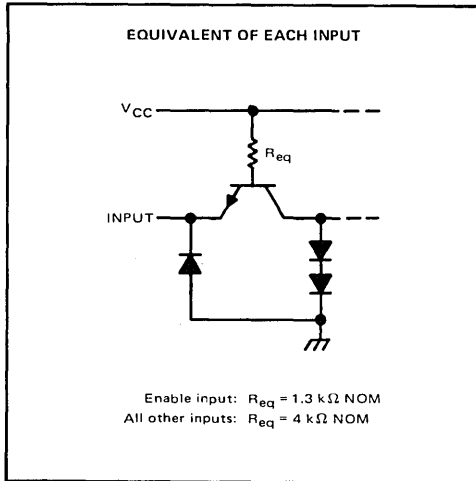 EQUIVALENT OF EACH INPUT
VCC
Req
INPUT
Enable input: Req = 1.3 kΩ NOM
All other inputs: Req = 4 kΩ NOM